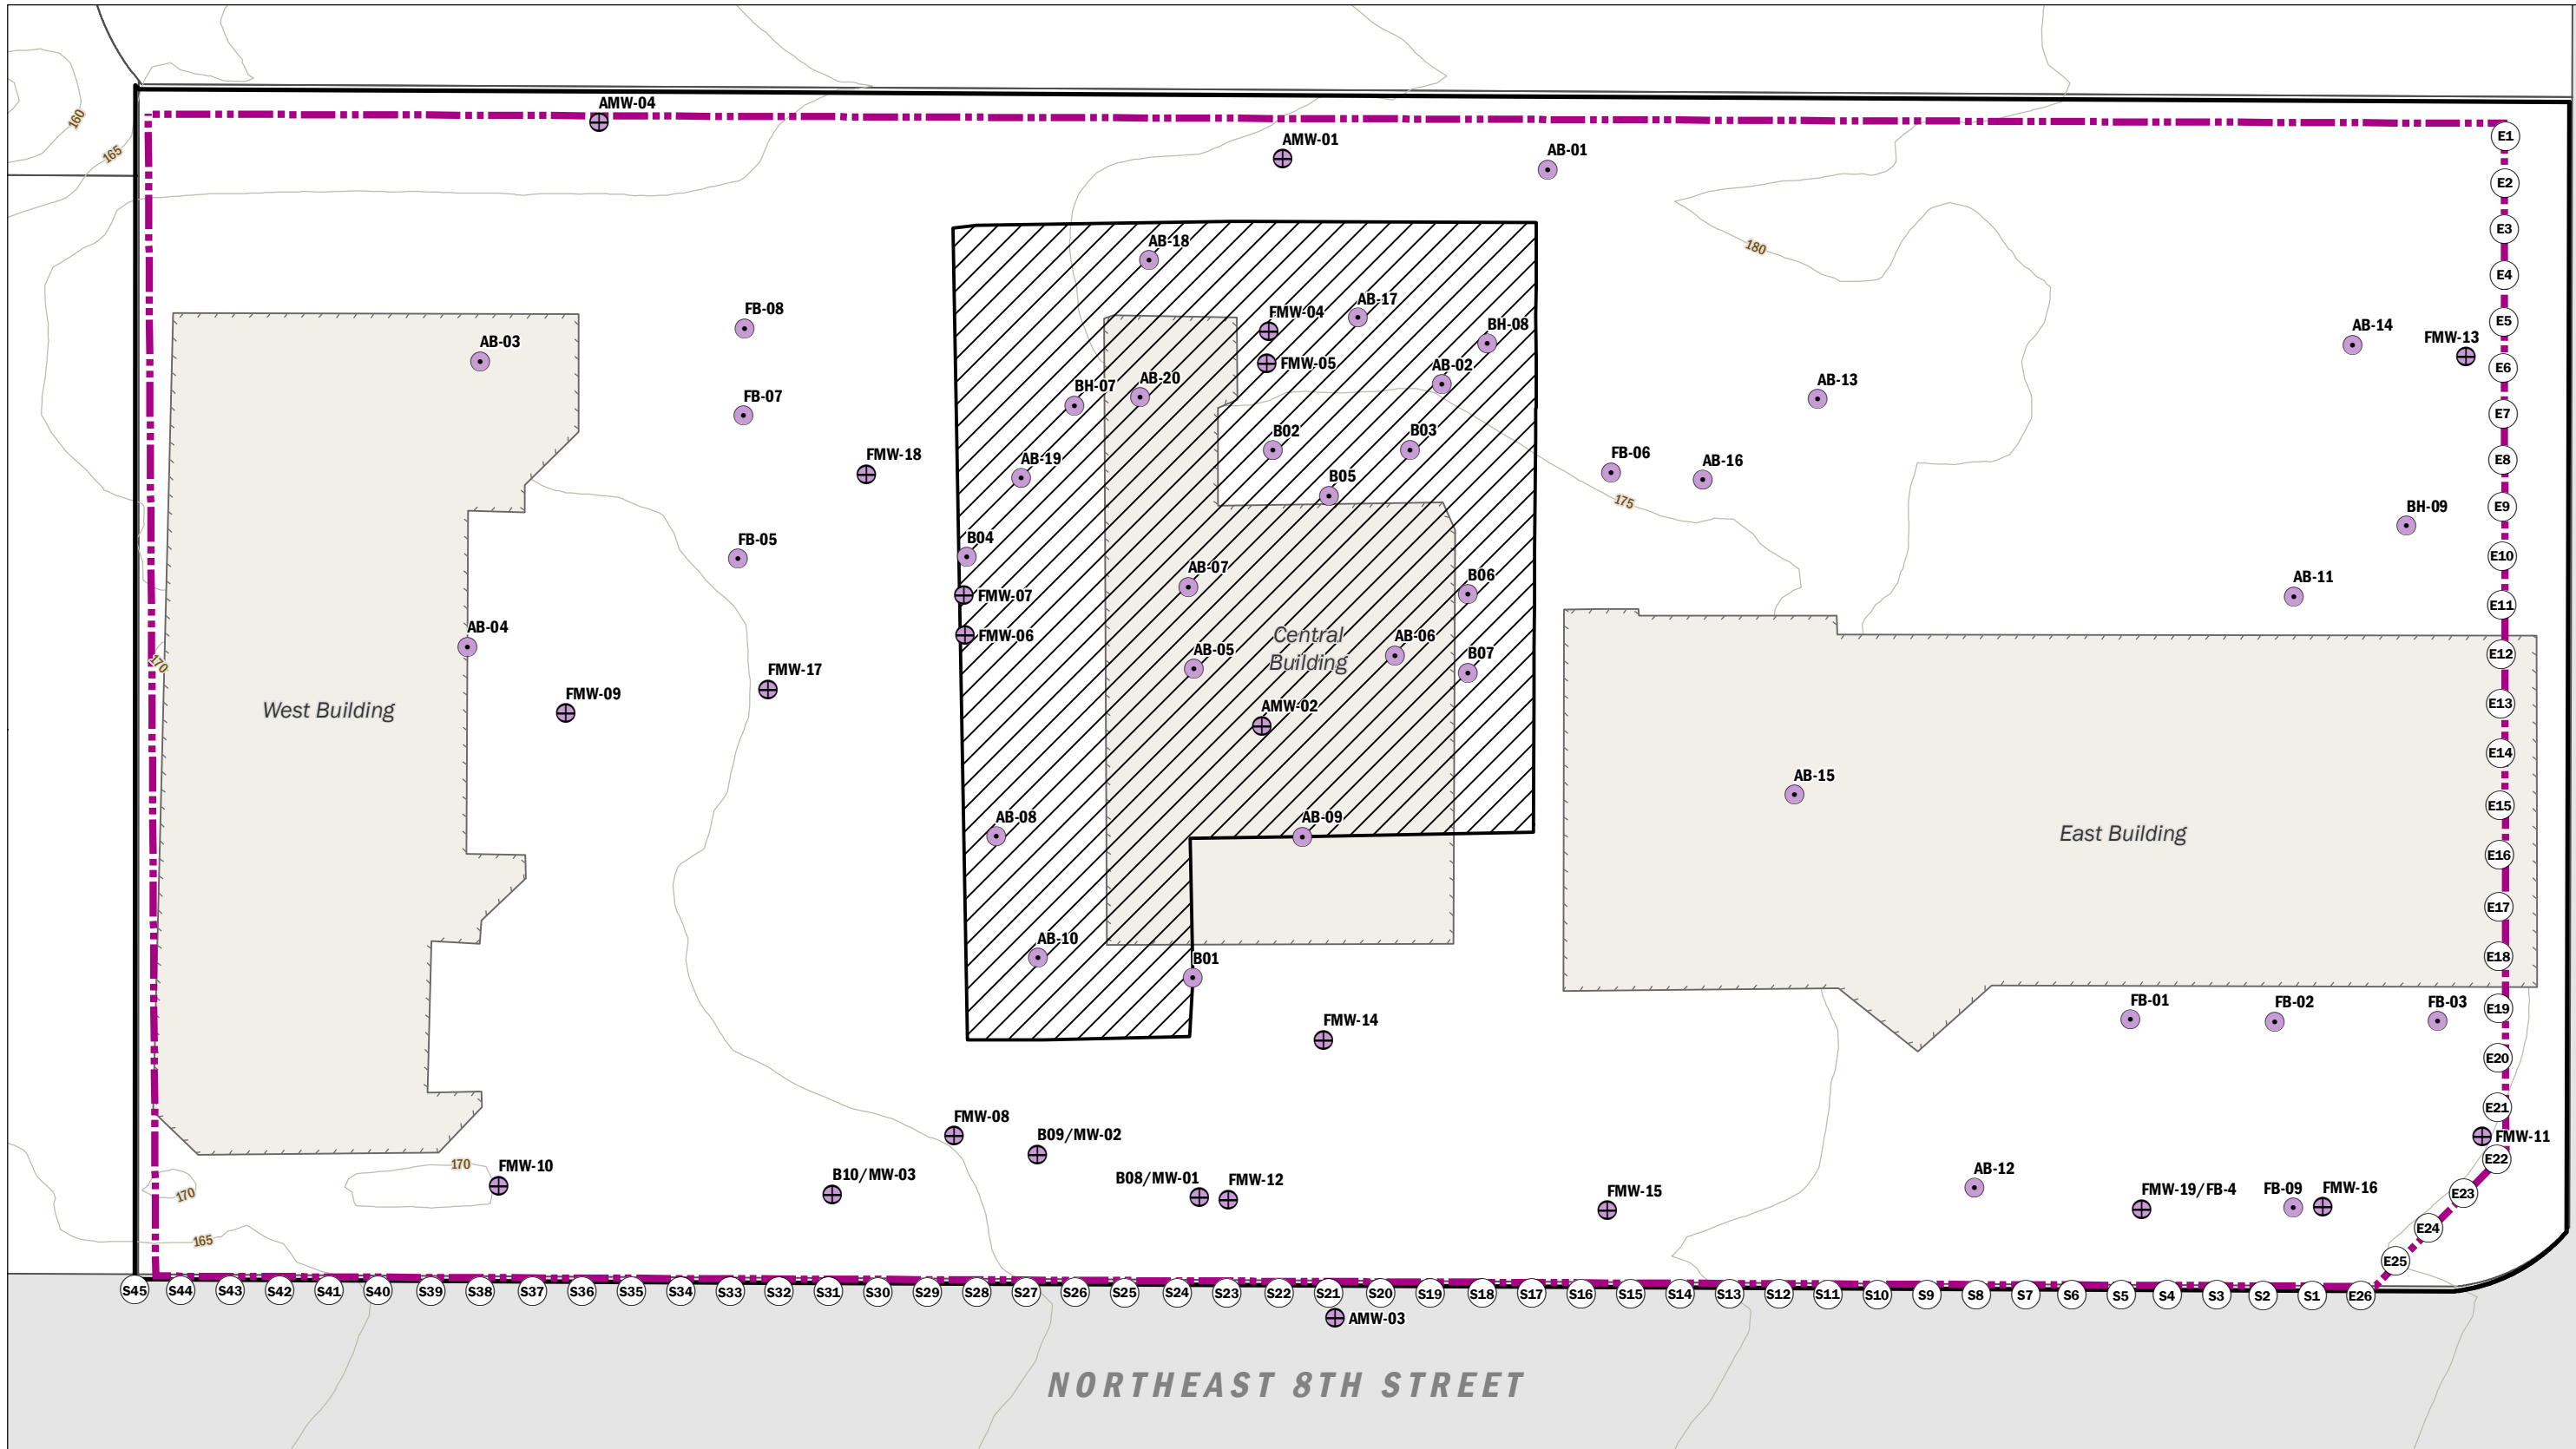 AMW-04
160
165
AMW-01
AB-01
E1
E2
E3
AB-18
180
E4
FB-08
AB-17
FMW-04
BH-08
E5
AB-14
FMW-13
AB-03
FMW-05
AB-02
E6
FB-07
BH-07
AB-20
AB-13
E7
B02
B03
FMW-18
AB-19
FB-06
AB-16
E8
B05
175
BH-09
E9
FB-05
B04
E10
AB-07
B06
AB-11
FMW-07
E11
AB-04
FMW-06
Central
Building
AB-06
170
AB-05
B07
E12
FMW-17
FMW-09
AMW-02
E13
West Building
E14
AB-15
E15
AB-08
AB-09
East Building
E16
E17
AB-10
B01
E18
FB-01
FB-02
FB-03
E19
FMW-14
E20
FMW-08
B09/MW-02
E21
FMW-11
170
FMW-10
B10/MW-03
B08/MW-01
FMW-12
AB-12
E22
170
FMW-15
FMW-19/FB-4
FB-09
FMW-16
E23
165
E24
E25
S45
S44
S43
S42
S41
S40
S39
S38
S37
S36
S35
S34
S33
S32
S31
S30
S29
S28
S27
S26
S25
S24
S23
S22
S21
S20
S19
S18
S17
S16
S15
S14
S13
S12
S11
S10
S9
S8
S7
S6
S5
S4
S3
S2
S1
E26
AMW-03
NORTHEAST 8TH STREET